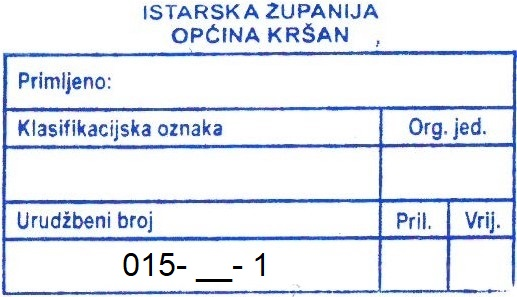 ISTARSKA ŽUPANIJA
OPĆINA KRŠAN
Primljeno:
Klasifikacijska oznaka Org. jed.
Urudžbeni broj Pril. Vrij.
015- __- 1